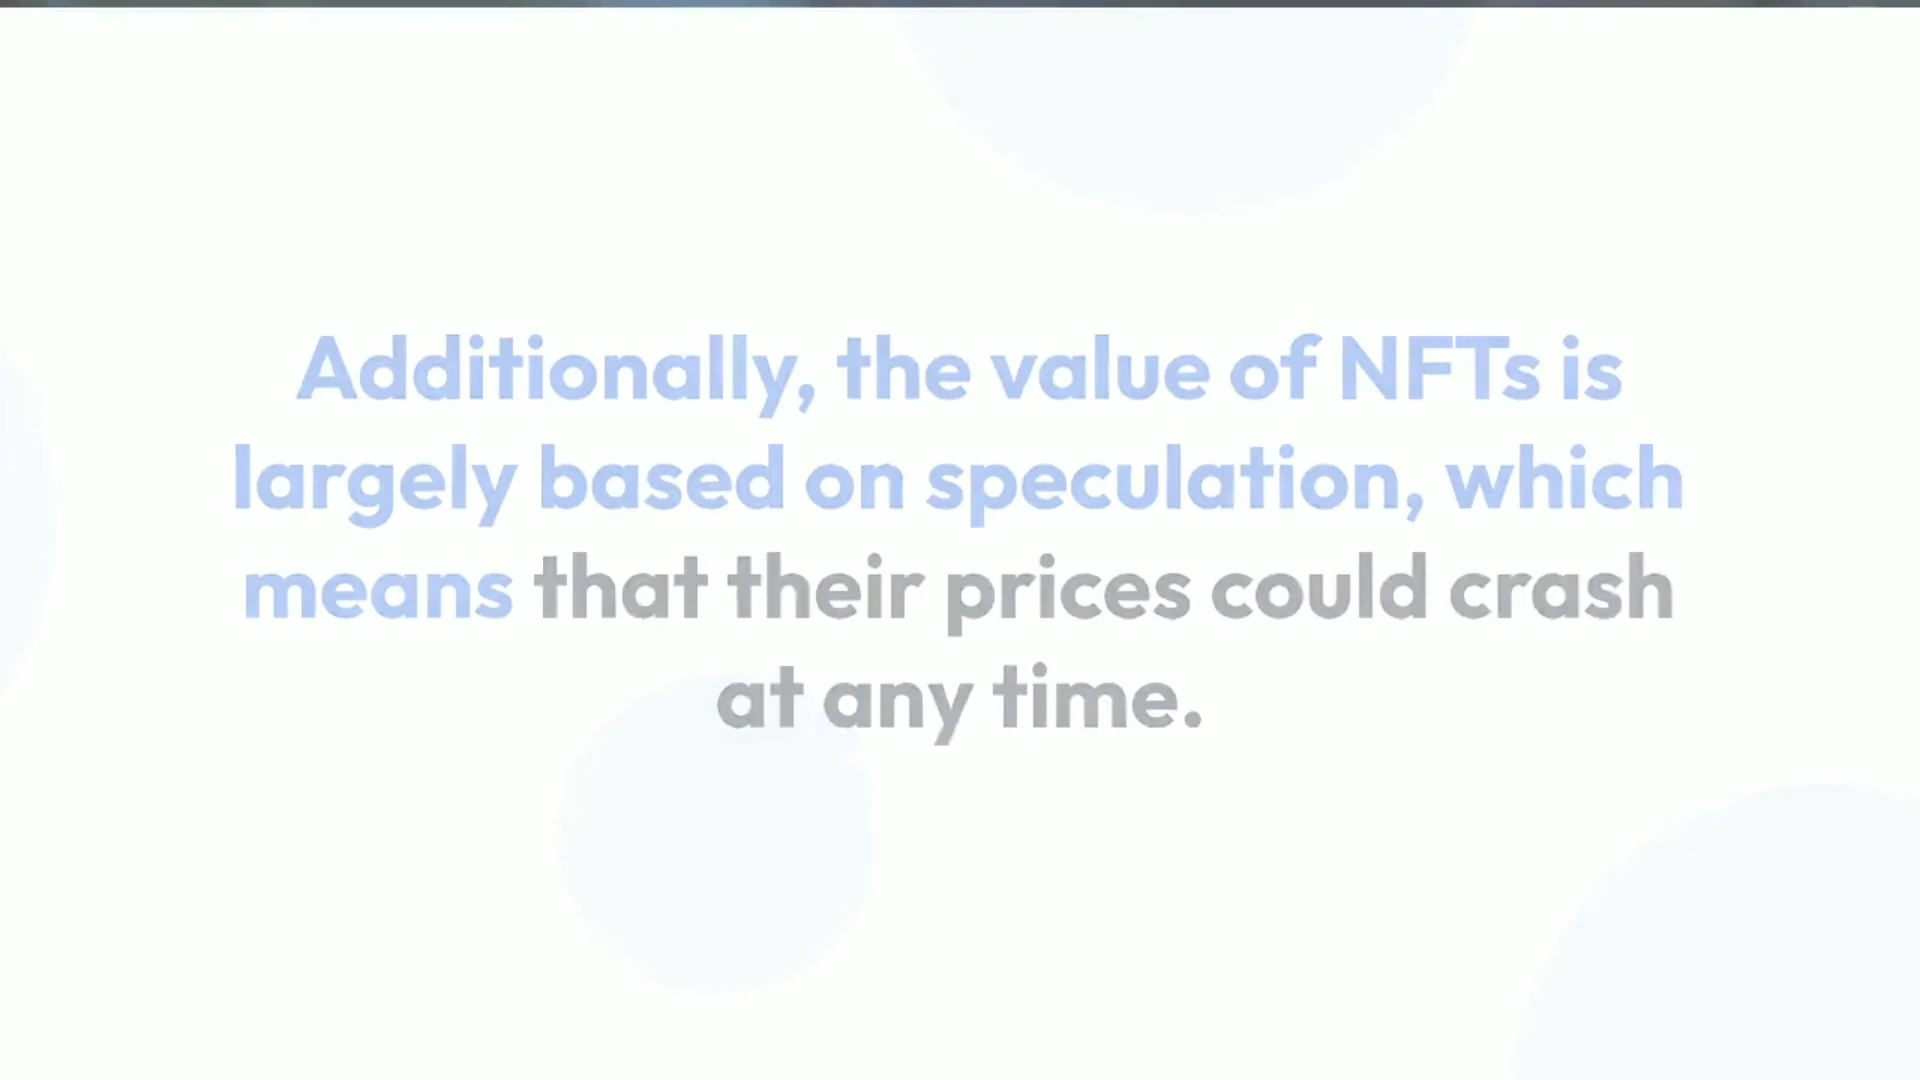 Additionally, the value of NFTs is
largely based on speculation, which
means that their prices could crash
at any time.